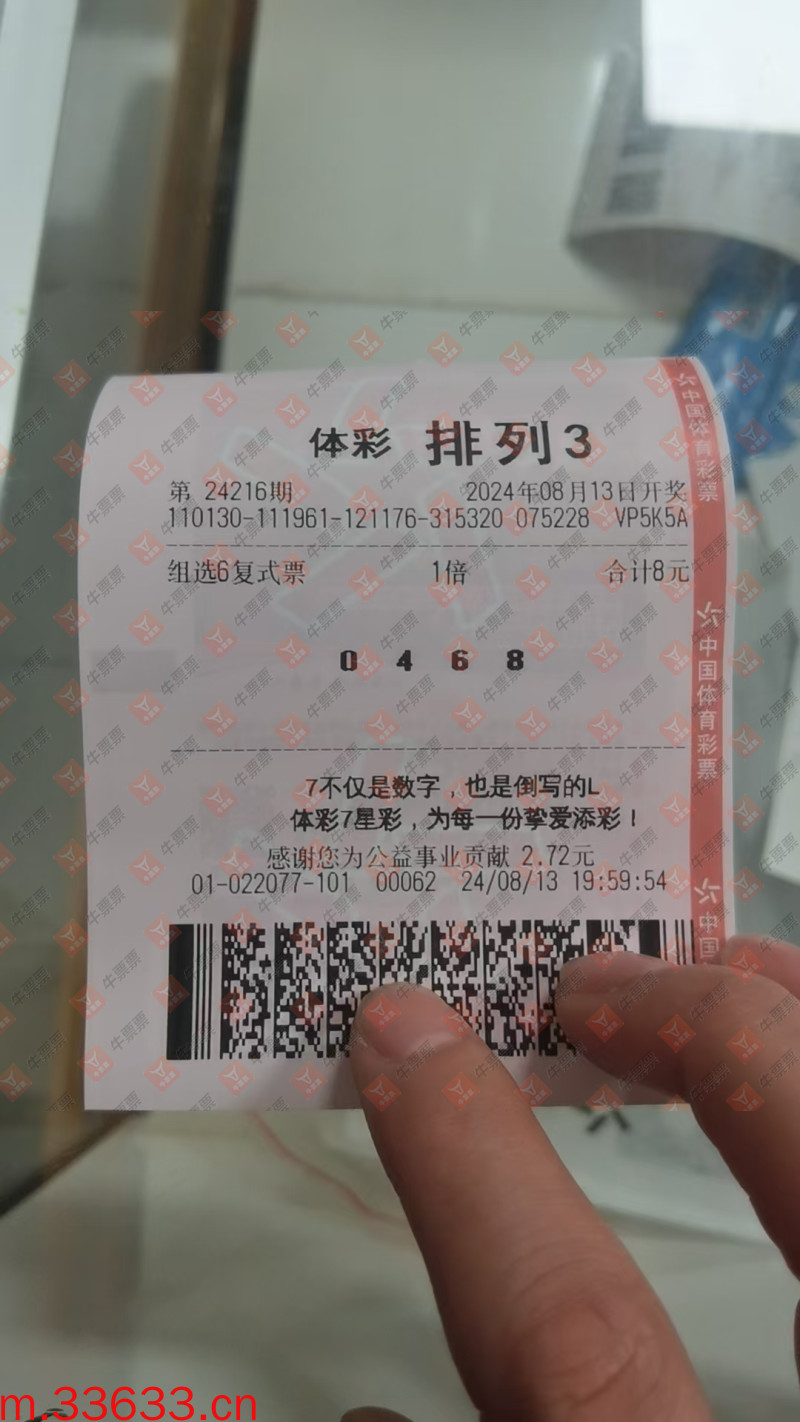 体彩 排列3
第 24216期 2024年08月13日开奖
110130-111961-121176-315320 075228 VP5K5A
组选6复式票 1倍 合计8元
0 4 6 8
7不仅是数字，也是倒写的L
体彩7星彩，为每一份挚爱添彩！
感谢您为公益事业贡献 2.72元
01-022077-101 00062 24/08/13 19:59:54
中国体育彩票
中国体育彩票
中国
牛票票
m.33633.cn